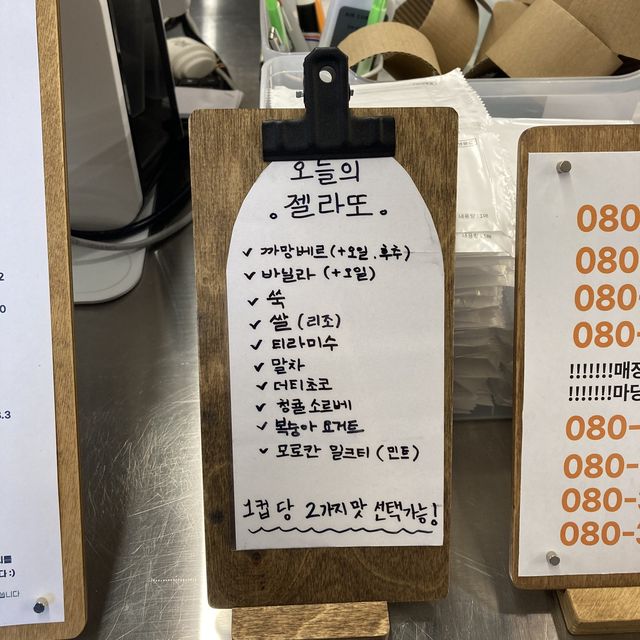 오늘의
젤라또
까망베르 (+오일, 후추)
바닐라 (+오일)
쑥
쌀 (리조)
티라미수
말차
더티초코
청귤 소르베
복숭아 요거트
모로칸 밀크티 (민트)
1컵 당 2가지 맛 선택가능!
080
080
080
080-
!!!!!!!매장
!!!!!!!마당
080-
080-
080-
080-